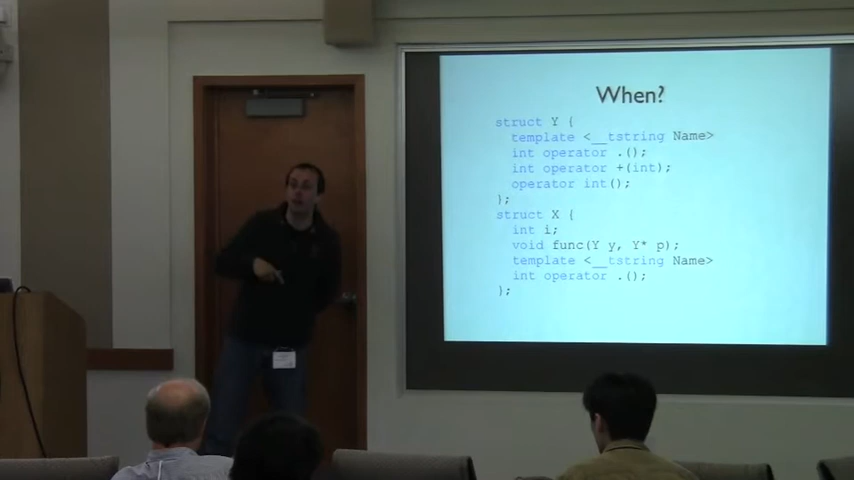 When?
struct Y {
template <__tstring Name>
int operator .();
int operator +(int);
operator int();
};
struct X {
int i;
void func(Y y, Y* p);
template <__tstring Name>
int operator .();
};